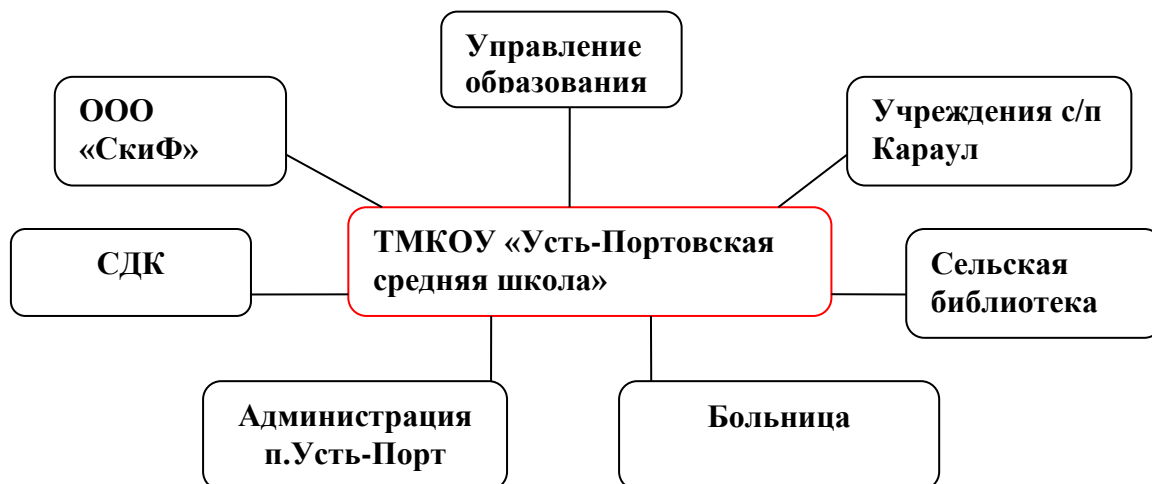 Управление
образования
ООО
«СкиФ»
Учреждения с/п
Караул
ТМКОУ «Усть-Портовская
средняя школа»
СДК
Сельская
библиотека
Администрация
п.Усть-Порт
Больница